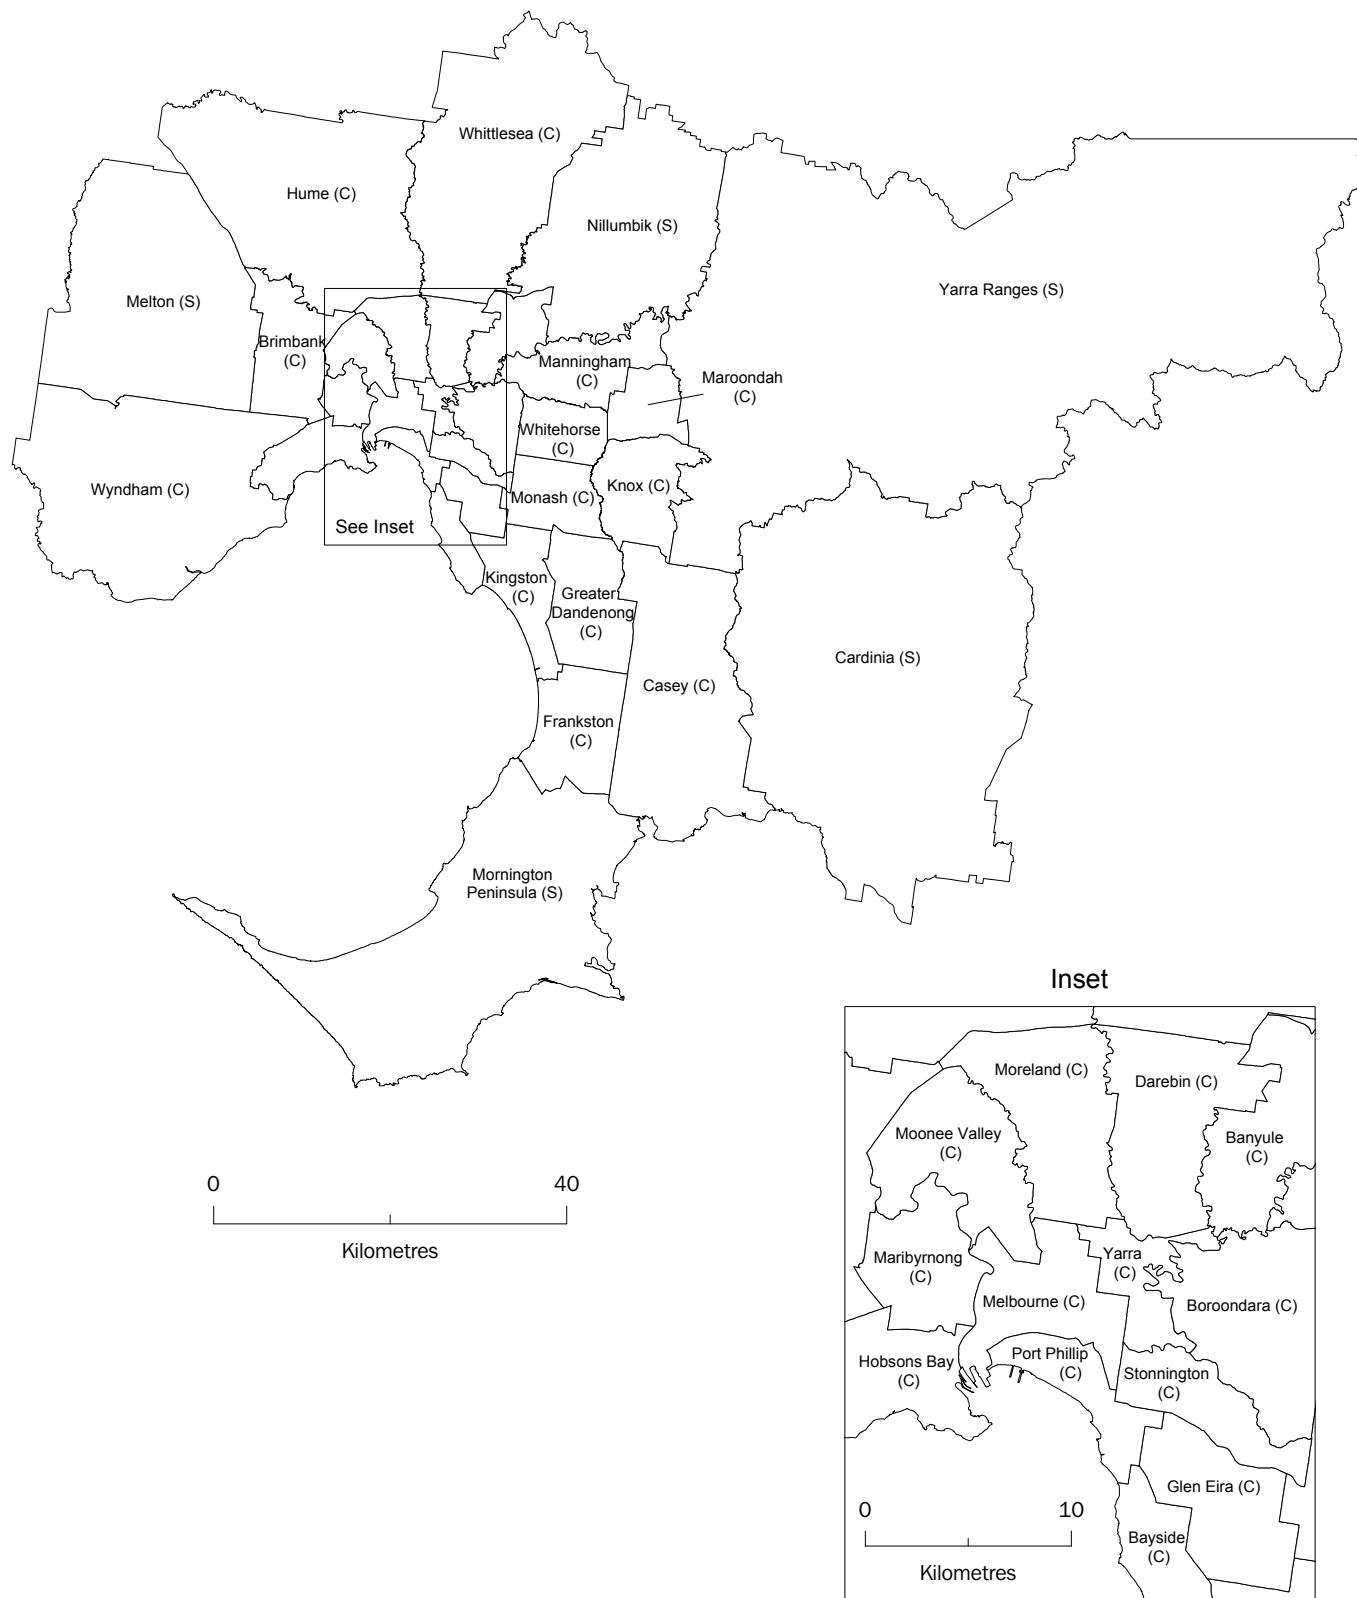 Whittlesea (C)
Hume (C)
Nillumbik (S)
Melton (S)
Yarra Ranges (S)
Brimbank
(C)
Manningham
(C)
Maroondah
(C)
Whitehorse
(C)
Wyndham (C)
Monash (C)
Knox (C)
See Inset
Kingston
(C)
Greater
Dandenong
(C)
Cardinia (S)
Casey (C)
Frankston
(C)
Mornington
Peninsula (S)
0 40
Kilometres
Inset
Moreland (C)
Darebin (C)
Moonee Valley
(C)
Banyule
(C)
Maribyrnong
(C)
Yarra
(C)
Melbourne (C)
Boroondara (C)
Hobsons Bay
(C)
Port Phillip
(C)
Stonnington
(C)
Glen Eira (C)
Bayside
(C)
0 10
Kilometres